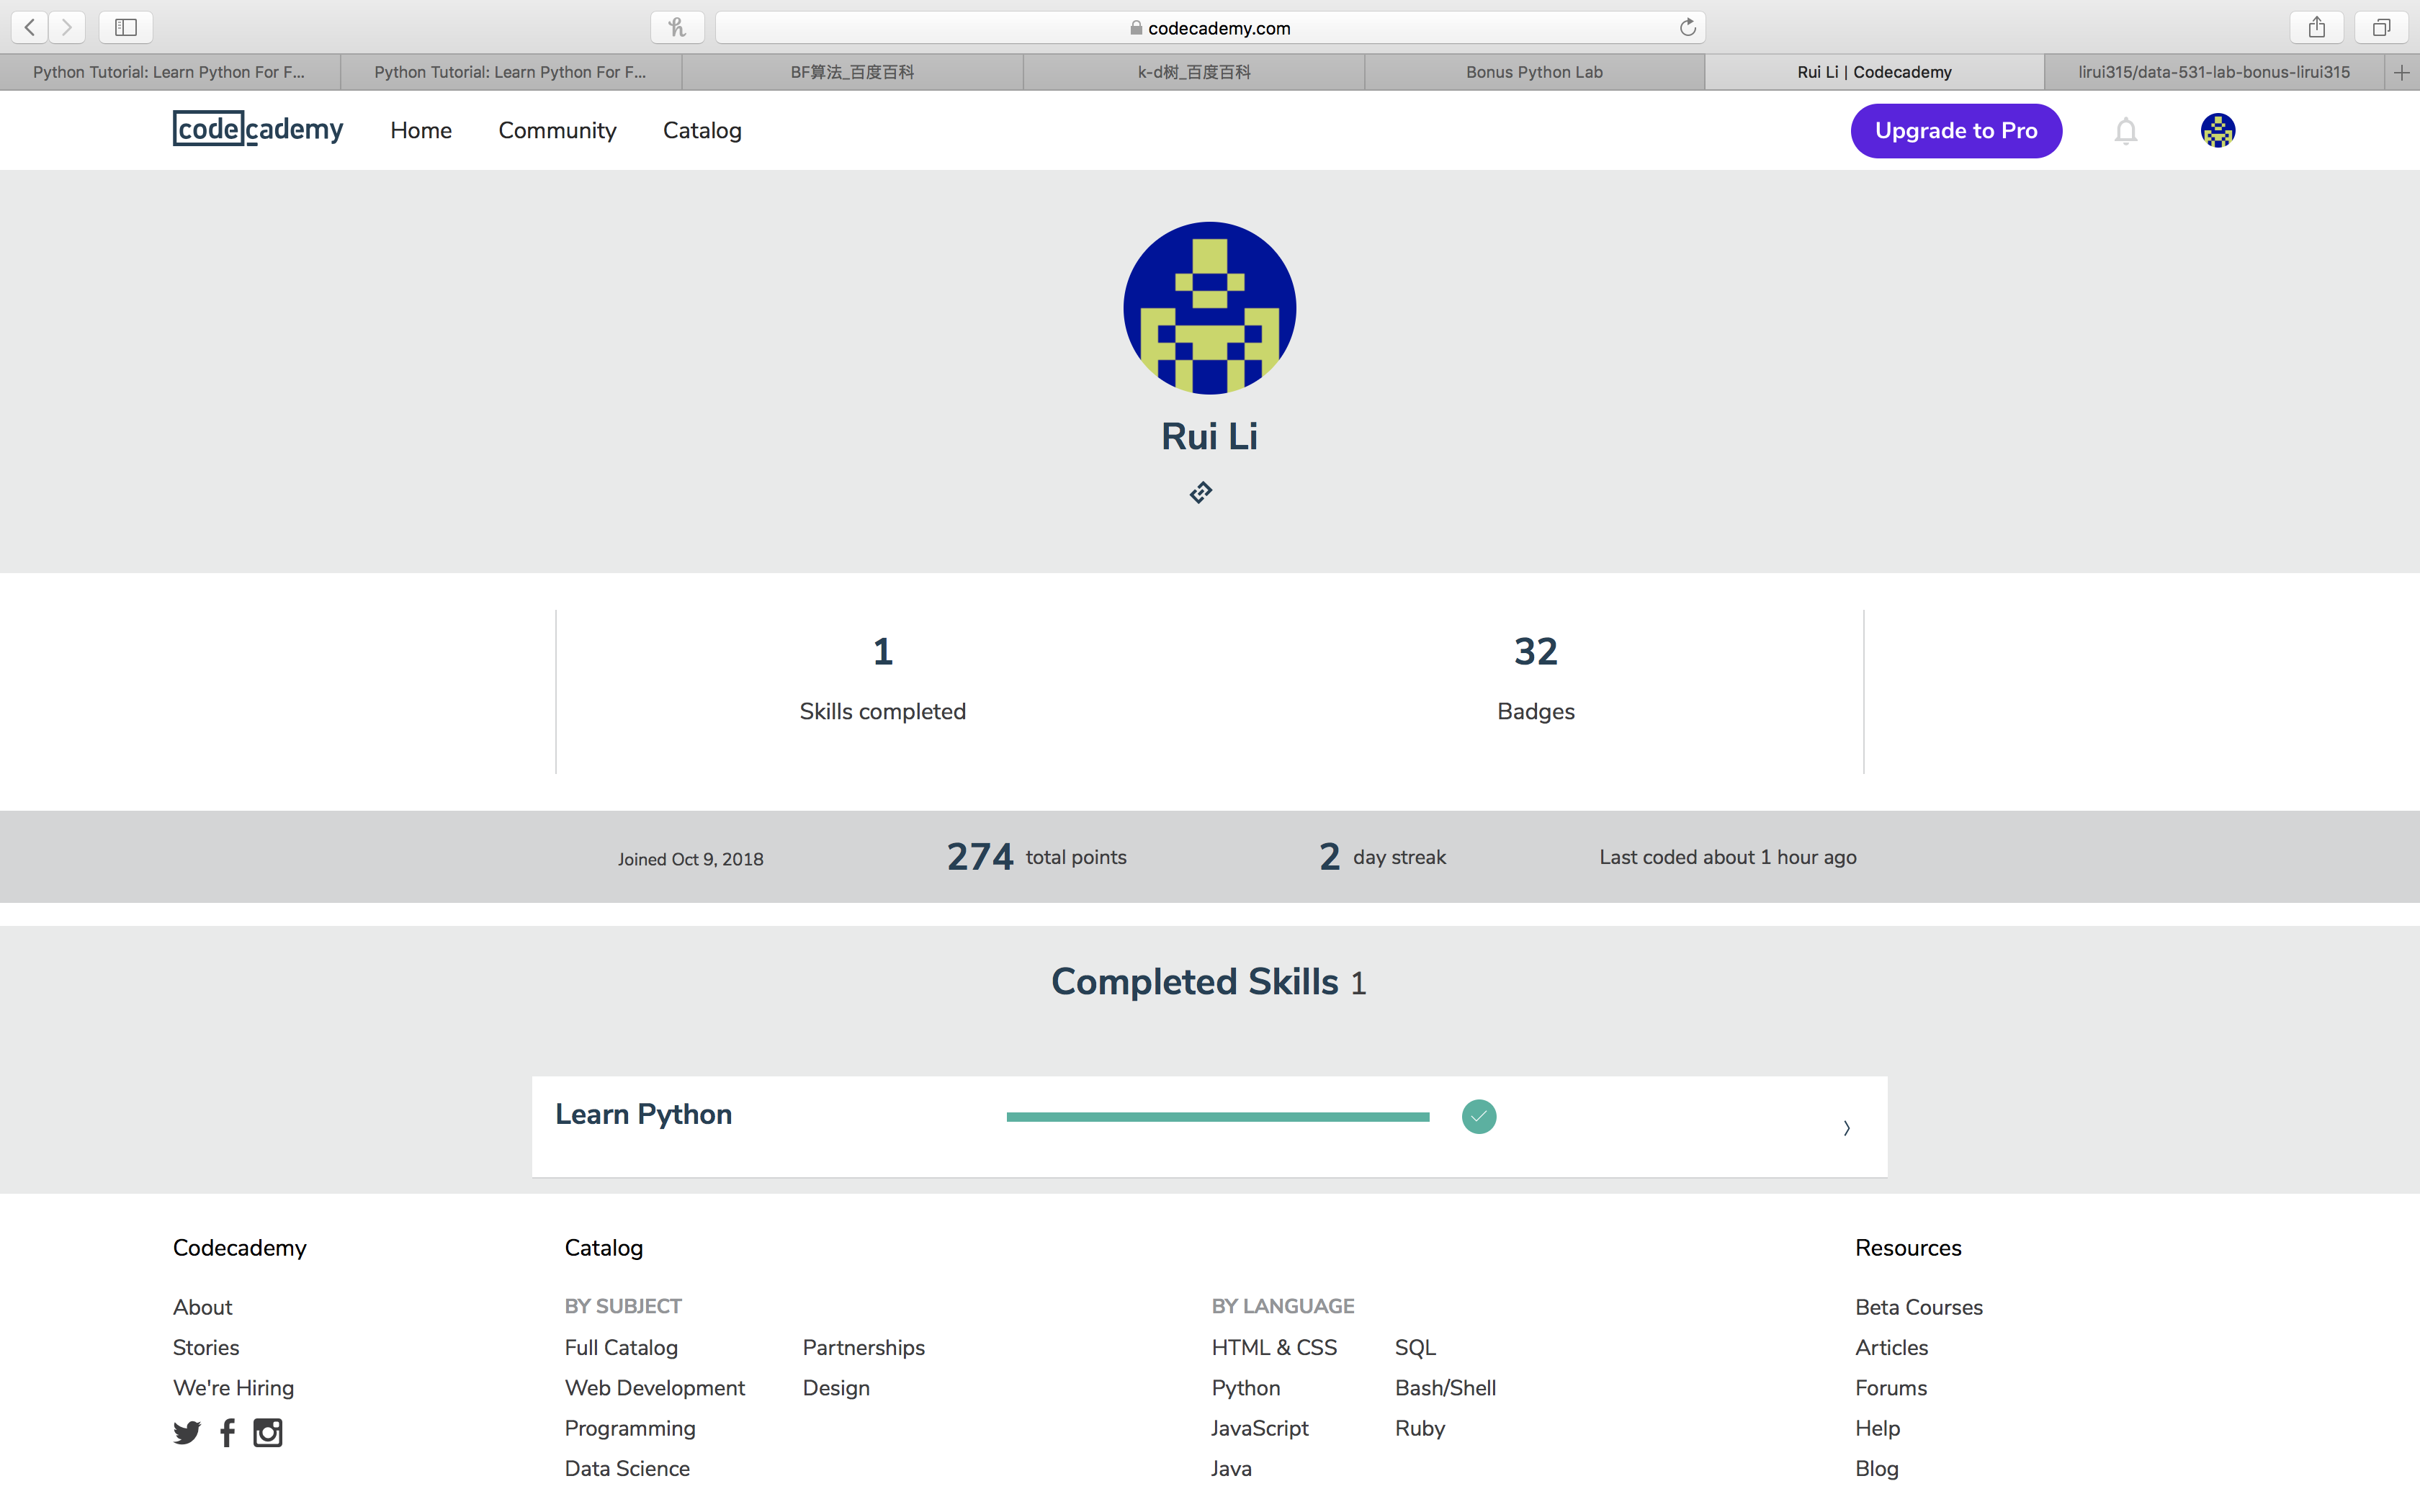 codecademy.com
Python Tutorial: Learn Python For F...
Python Tutorial: Learn Python For F...
BF算法_百度百科
k-d树_百度百科
Bonus Python Lab
Rui Li | Codecademy
lirui315/data-531-lab-bonus-lirui315
codecademy
Home
Community
Catalog
Upgrade to Pro
Rui Li
1
Skills completed
32
Badges
Joined Oct 9, 2018
274 total points
2 day streak
Last coded about 1 hour ago
Completed Skills 1
Learn Python
Codecademy
About
Stories
We're Hiring
Catalog
BY SUBJECT
Full Catalog
Web Development
Programming
Data Science
Partnerships
Design
BY LANGUAGE
HTML & CSS
Python
JavaScript
Java
SQL
Bash/Shell
Ruby
Resources
Beta Courses
Articles
Forums
Help
Blog